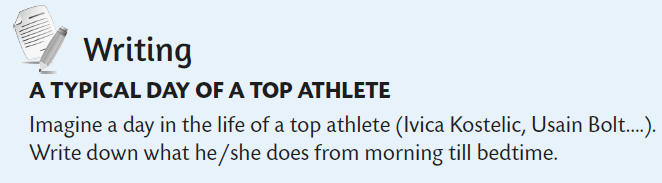 Writing
A TYPICAL DAY OF A TOP ATHLETE
Imagine a day in the life of a top athlete (Ivica Kostelic, Usain Bolt....).
Write down what he/she does from morning till bedtime.